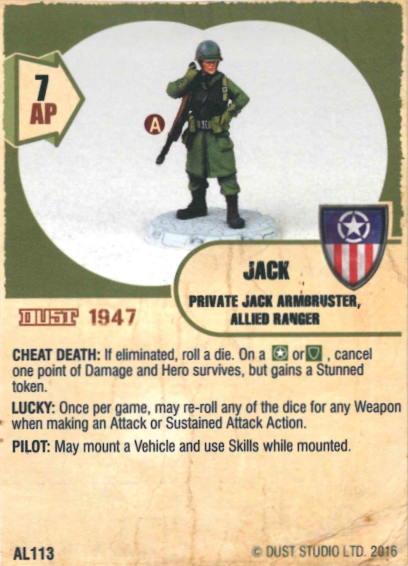 7
AP
A
JACK
PRIVATE JACK ARMBRUSTER,
ALLIED RANGER
DUST 1947
CHEAT DEATH: If eliminated, roll a die. On a or , cancel
one point of Damage and Hero survives, but gains a Stunned
token.
LUCKY: Once per game, may re-roll any of the dice for any Weapon
when making an Attack or Sustained Attack Action.
PILOT: May mount a Vehicle and use Skills while mounted.
AL113
© DUST STUDIO LTD. 2016